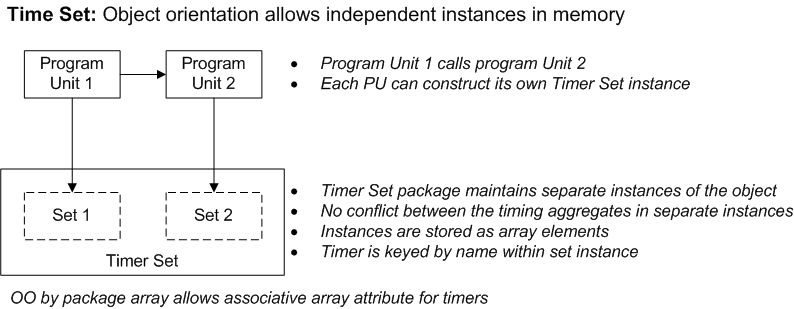 Time Set: Object orientation allows independent instances in memory
Program
Unit 1
Program
Unit 2
• Program Unit 1 calls program Unit 2
• Each PU can construct its own Timer Set instance
Set 1
Set 2
Timer Set
• Timer Set package maintains separate instances of the object
• No conflict between the timing aggregates in separate instances
• Instances are stored as array elements
• Timer is keyed by name within set instance
OO by package array allows associative array attribute for timers